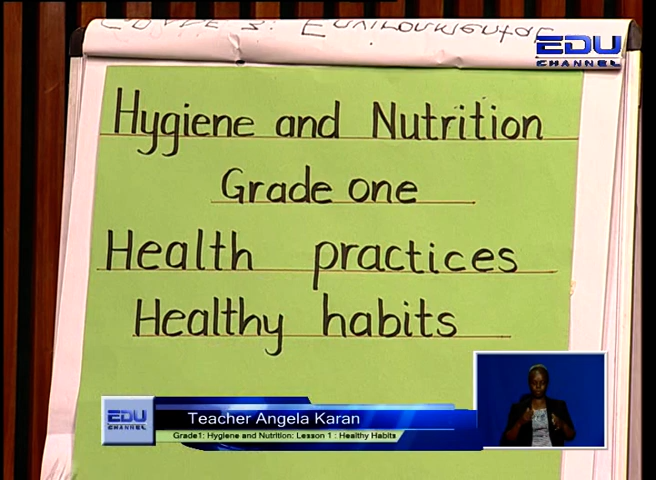 EDU
CHANNEL
Hygiene and Nutrition
Grade one
Health practices
Healthy habits
EDU
CHANNEL
Teacher Angela Karan
Grade1: Hygiene and Nutrition: Lesson 1 : Healthy Habits